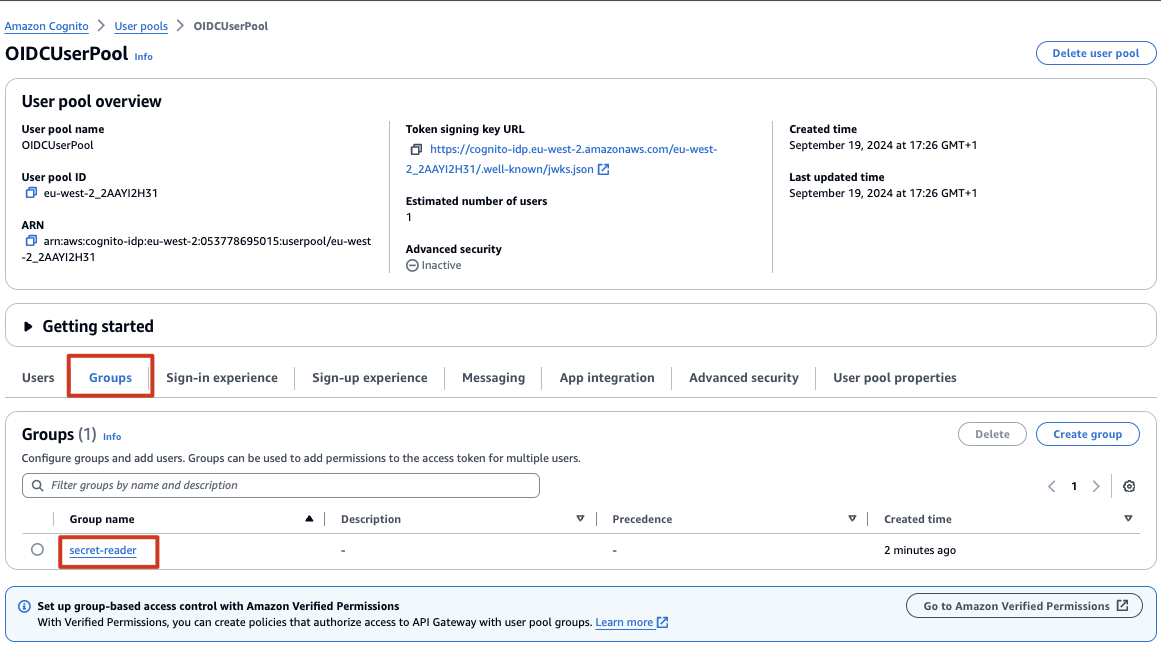 Amazon Cognito > User pools > OIDCUserPool
OIDCUserPool Info
Delete user pool
User pool overview
User pool name
OIDCUserPool
User pool ID
eu-west-2_2AAYI2H31
ARN
arn:aws:cognito-idp:eu-west-2:053778695015:userpool/eu-west
-2_2AAYI2H31
Token signing key URL
https://cognito-idp.eu-west-2.amazonaws.com/eu-west-
2_2AAYI2H31/.well-known/jwks.json
Estimated number of users
1
Advanced security
Inactive
Created time
September 19, 2024 at 17:26 GMT+1
Last updated time
September 19, 2024 at 17:26 GMT+1
Getting started
Users Groups Sign-in experience Sign-up experience Messaging App integration Advanced security User pool properties
Groups (1) Info
Delete Create group
Configure groups and add users. Groups can be used to add permissions to the access token for multiple users.
Filter groups by name and description
1
Group name Description Precedence Created time
secret-reader - - 2 minutes ago
Set up group-based access control with Amazon Verified Permissions
With Verified Permissions, you can create policies that authorize access to API Gateway with user pool groups. Learn more
Go to Amazon Verified Permissions